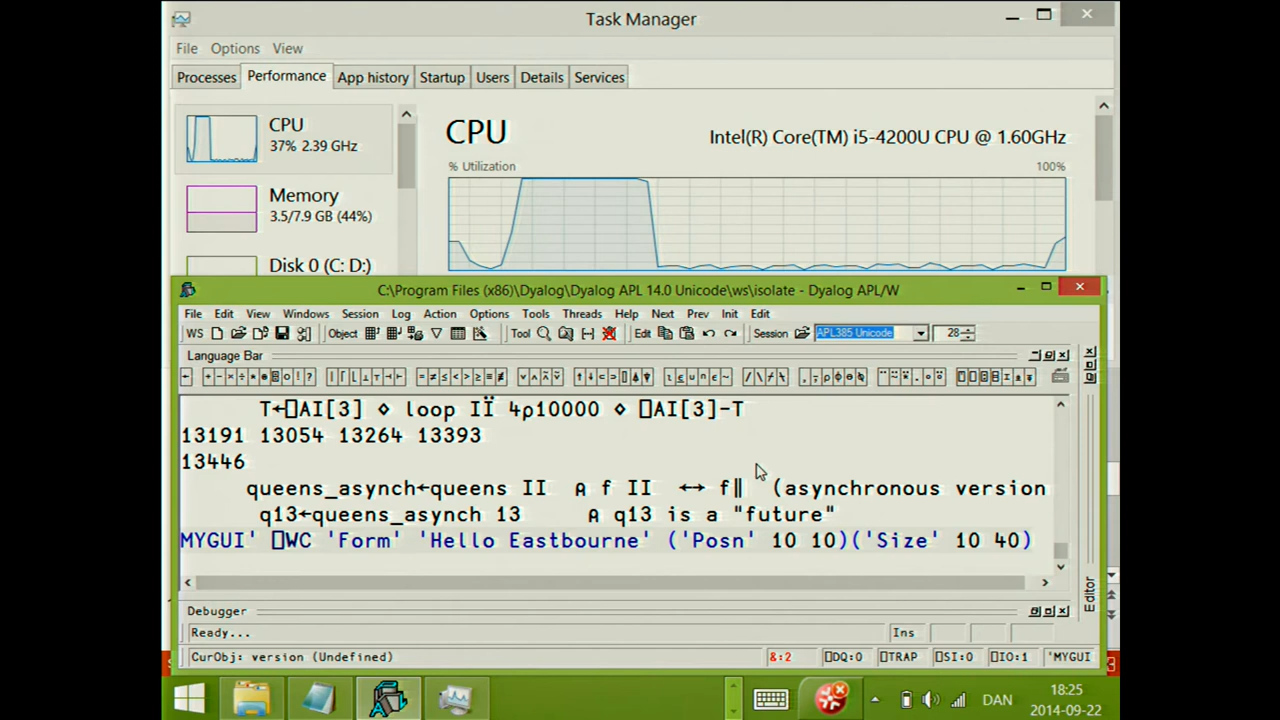 Task Manager
File Options View
Processes Performance App history Startup Users Details Services
CPU
37% 2.39 GHz
Memory
3.5/7.9 GB (44%)
Disk 0 (C: D:)
CPU
Intel(R) Core(TM) i5-4200U CPU @ 1.60GHz
% Utilization 100%
C:\Program Files (x86)\Dyalog\Dyalog APL 14.0 Unicode\ws\isolate - Dyalog APL/W
File Edit View Windows Session Log Action Options Tools Threads Help Next Prev Init Edit
WS Object Tool Edit Session APL385 Unicode 28
Language Bar
T←⎕AI[3] ⋄ loop IÏ 4⍴10000 ⋄ ⎕AI[3]-T
13191 13054 13264 13393
13446
queens_asynch←queens II ⍝ f II ↔ f∥ (asynchronous version
q13←queens_asynch 13 ⍝ q13 is a "future"
MYGUI' ⎕WC 'Form' 'Hello Eastbourne' ('Posn' 10 10)('Size' 10 40)
Editor
Debugger
Ready... Ins
CurObj: version (Undefined) &:2 ⎕DQ:0 ⎕TRAP ⎕SI:0 ⎕IO:1 'MYGUI
DAN
18:25
2014-09-22